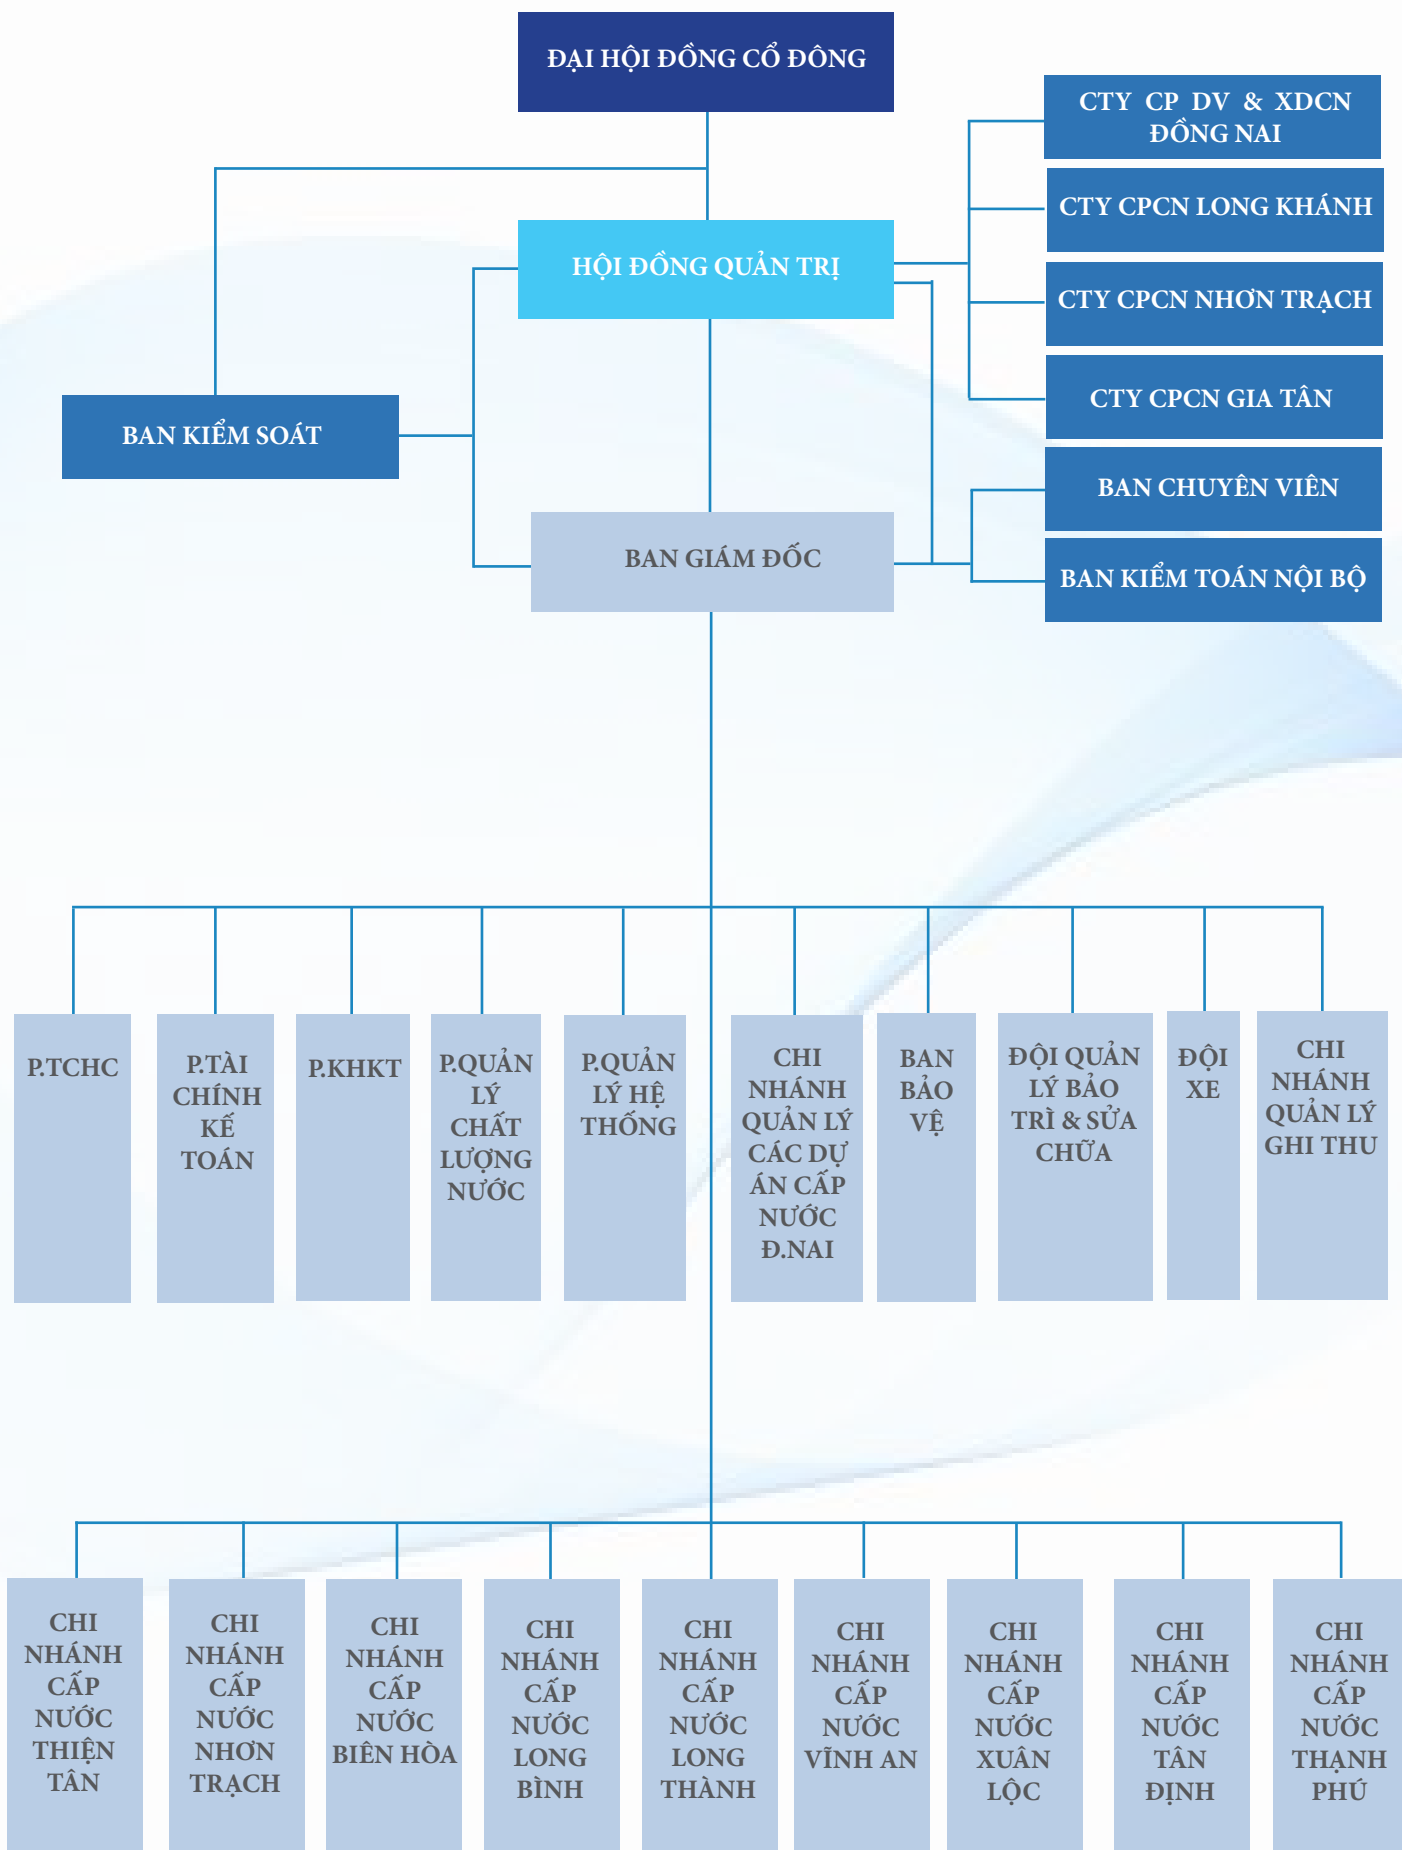 ĐẠI HỘI ĐỒNG CỔ ĐÔNG
CTY CP DV & XDCN
ĐỒNG NAI
CTY CPCN LONG KHÁNH
HỘI ĐỒNG QUẢN TRỊ
CTY CPCN NHƠN TRẠCH
CTY CPCN GIA TÂN
BAN KIỂM SOÁT
BAN CHUYÊN VIÊN
BAN GIÁM ĐỐC
BAN KIỂM TOÁN NỘI BỘ
P.TCHC
P.TÀI
CHÍNH
KẾ
TOÁN
P.KHKT
P.QUẢN
LÝ
CHẤT
LƯỢNG
NƯỚC
P.QUẢN
LÝ HỆ
THỐNG
CHI
NHÁNH
QUẢN LÝ
CÁC DỰ
ÁN CẤP
NƯỚC
Đ.NAI
BAN
BẢO
VỆ
ĐỘI QUẢN
LÝ BẢO
TRÌ & SỬA
CHỮA
ĐỘI
XE
CHI
NHÁNH
QUẢN LÝ
GHI THU
CHI
NHÁNH
CẤP
NƯỚC
THIỆN
TÂN
CHI
NHÁNH
CẤP
NƯỚC
NHƠN
TRẠCH
CHI
NHÁNH
CẤP
NƯỚC
BIÊN HÒA
CHI
NHÁNH
CẤP
NƯỚC
LONG
BÌNH
CHI
NHÁNH
CẤP
NƯỚC
LONG
THÀNH
CHI
NHÁNH
CẤP
NƯỚC
VĨNH AN
CHI
NHÁNH
CẤP
NƯỚC
XUÂN
LỘC
CHI
NHÁNH
CẤP
NƯỚC
TÂN
ĐỊNH
CHI
NHÁNH
CẤP
NƯỚC
THẠNH
PHÚ